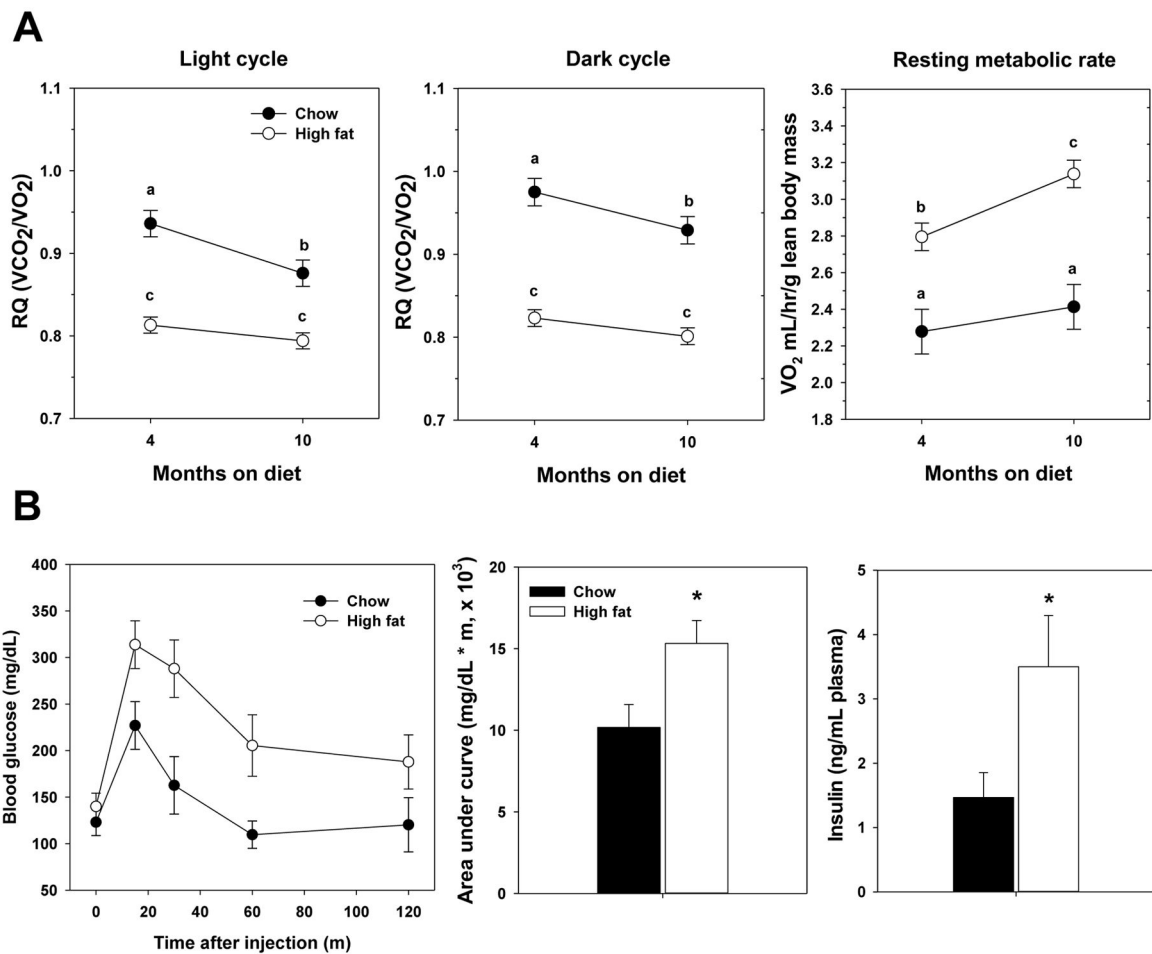 A
Light cycle
Dark cycle
Resting metabolic rate
RQ (VCO2/VO2)
1.1
1.0
0.9
0.8
0.7
Chow
High fat
a
b
c
c
4
10
Months on diet
RQ (VCO2/VO2)
1.1
1.0
0.9
0.8
0.7
a
b
c
c
4
10
Months on diet
VO2 mL/hr/g lean body mass
3.6
3.4
3.2
3.0
2.8
2.6
2.4
2.2
2.0
1.8
b
c
a
a
4
10
Months on diet
B
Blood glucose (mg/dL)
400
350
300
250
200
150
100
50
Chow
High fat
0 20 40 60 80 100 120
Time after injection (m)
Area under curve (mg/dL * m, x 10³)
20
15
10
5
0
Chow
High fat
*
Insulin (ng/mL plasma)
5
4
3
2
1
0
*